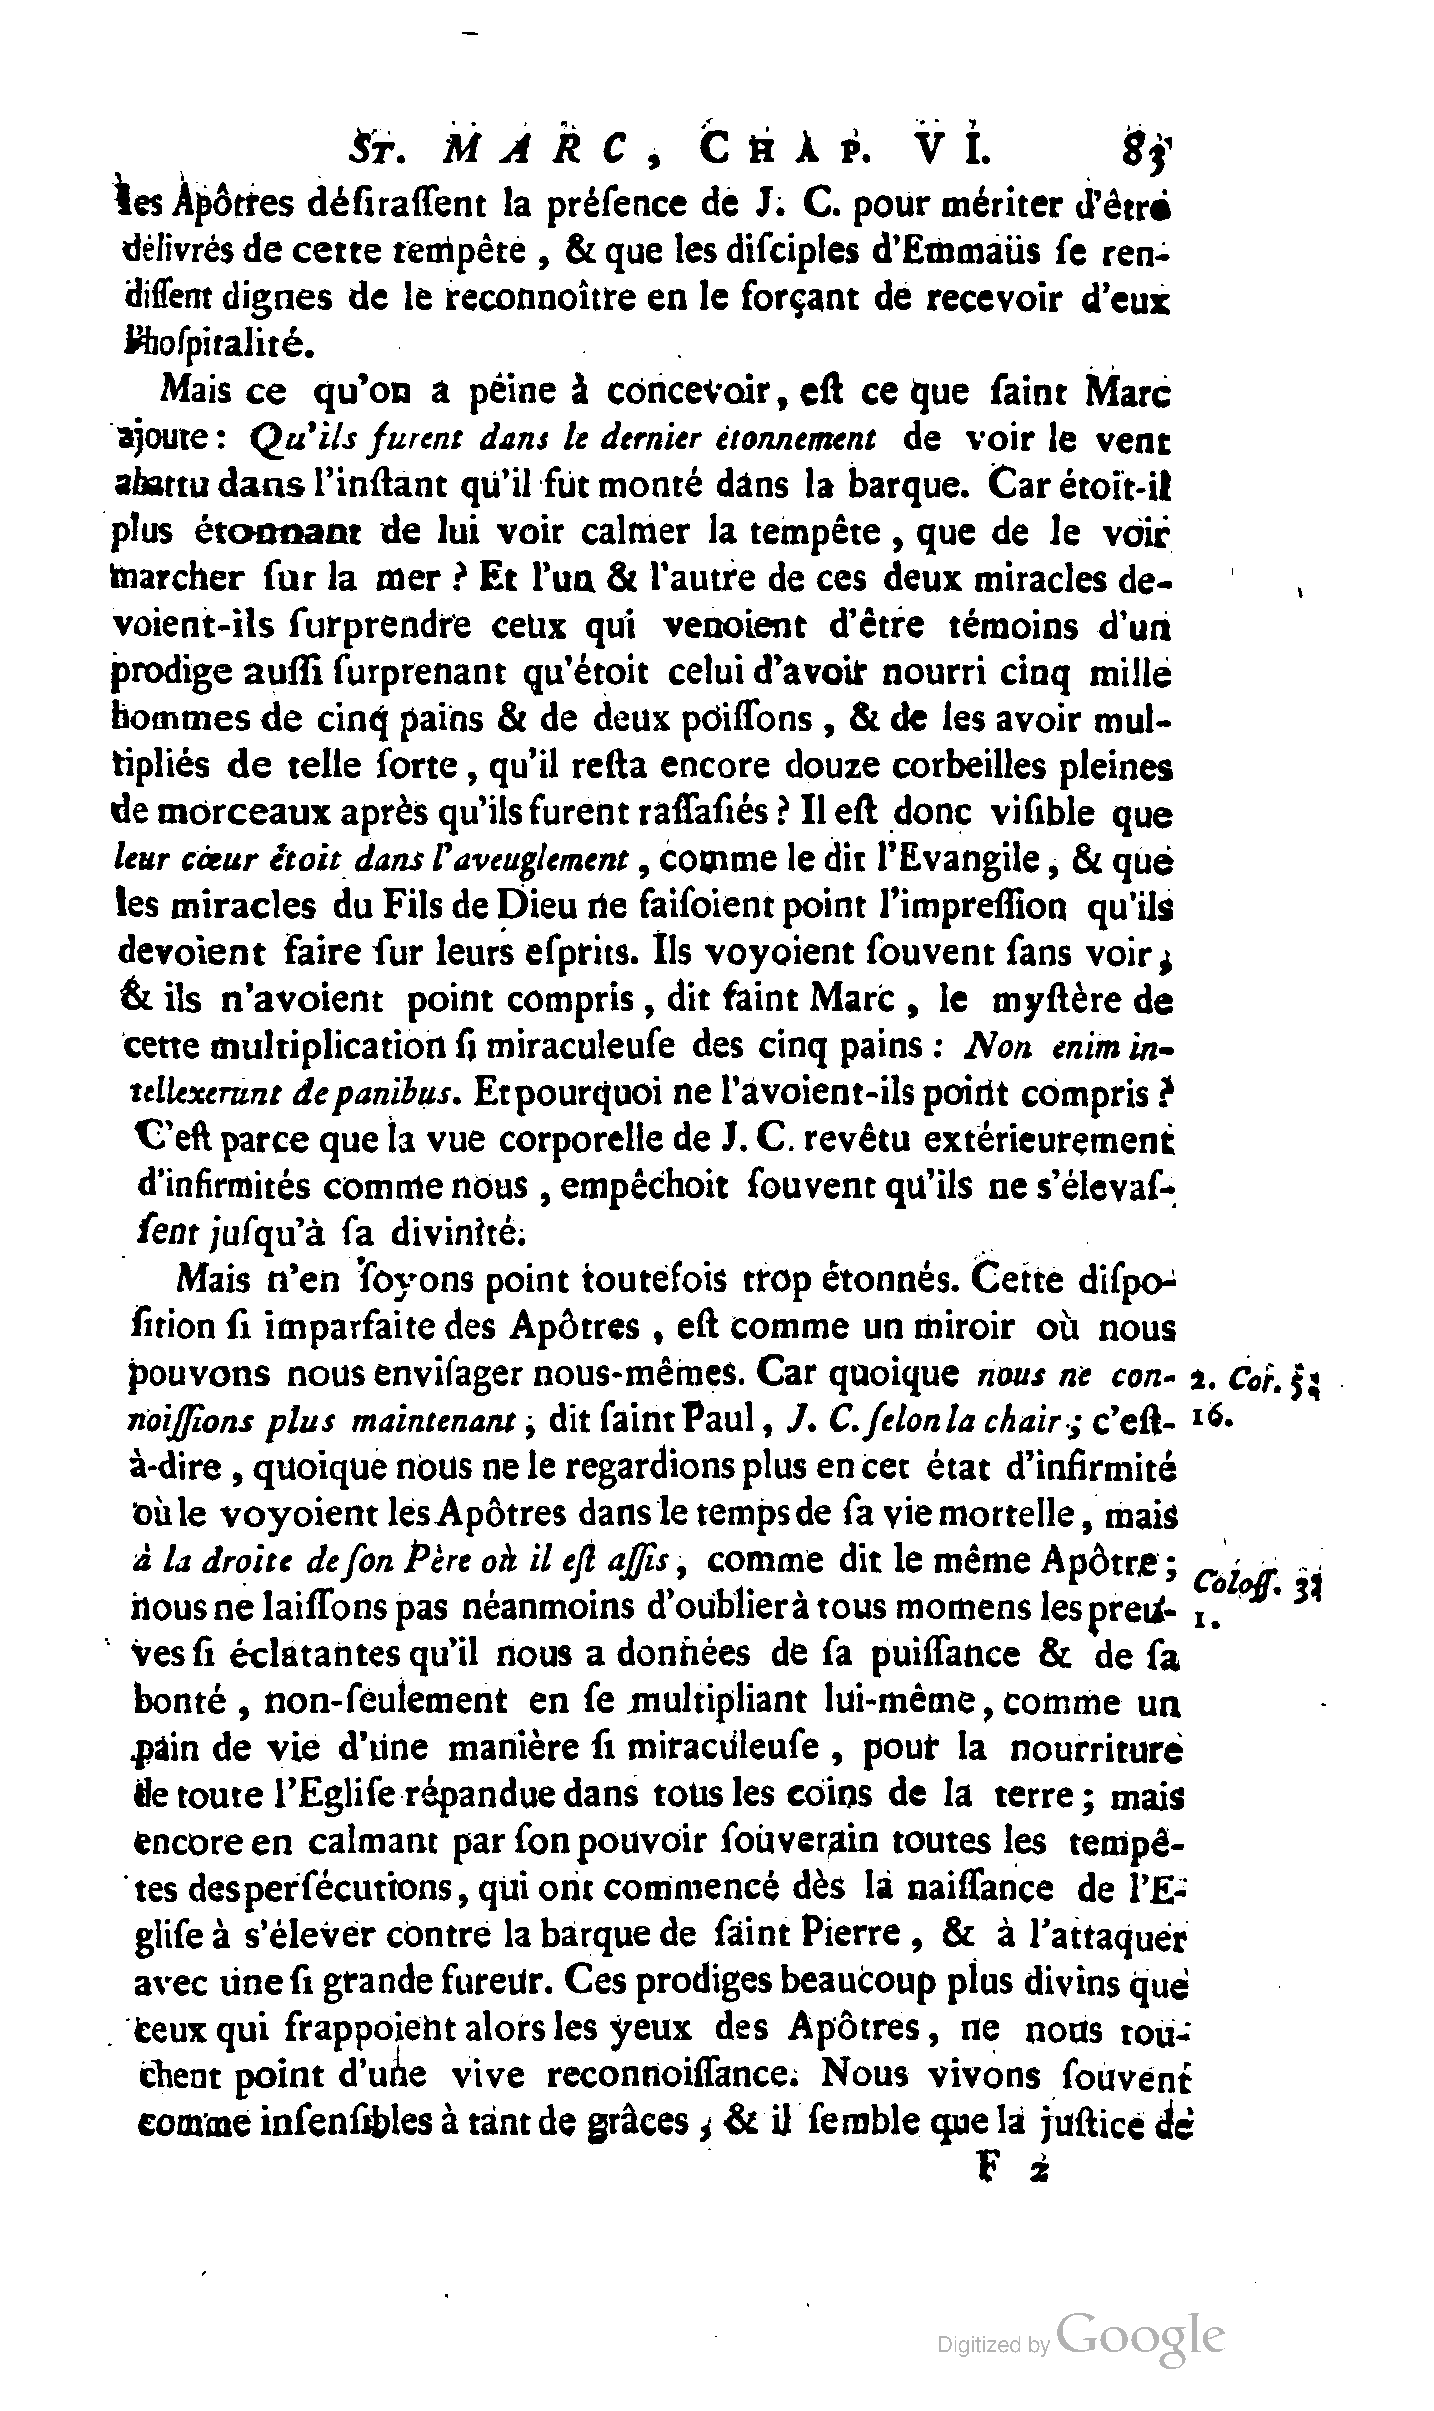 ST. MARC, CHAP. VI. 83
les Apôtres déſiraſſent la préſence de J. C. pour mériter d'être
délivrés de cette tempête, & que les diſciples d'Emmaüs ſe ren-
diſſent dignes de le reconnoître en le forçant de recevoir d'eux
l'hoſpitalité.
Mais ce qu'on a peine à concevoir, eſt ce que ſaint Marc
ajoute: Qu'ils furent dans le dernier étonnement de voir le vent
abattu dans l'inſtant qu'il fut monté dans la barque. Car étoit-il
plus étonnant de lui voir calmer la tempête, que de le voir
marcher ſur la mer? Et l'un & l'autre de ces deux miracles de-
voient-ils ſurprendre ceux qui venoient d'être témoins d'un
prodige auſſi ſurprenant qu'étoit celui d'avoir nourri cinq mille
hommes de cinq pains & de deux poiſſons, & de les avoir mul-
tipliés de telle ſorte, qu'il reſta encore douze corbeilles pleines
de morceaux après qu'ils furent raſſaſiés? Il eſt donc viſible que
leur cœur étoit dans l'aveuglement, comme le dit l'Evangile, & que
les miracles du Fils de Dieu ne faiſoient point l'impreſſion qu'ils
devoient faire ſur leurs eſprits. Ils voyoient ſouvent ſans voir;
& ils n'avoient point compris, dit ſaint Marc, le myſtère de
cette multiplication ſi miraculeuſe des cinq pains: Non enim in-
tellexerunt de panibus. Et pourquoi ne l'avoient-ils point compris?
C'eſt parce que la vue corporelle de J. C. revêtu extérieurement
d'infirmités comme nous, empêchoit ſouvent qu'ils ne s'élevaſ-
ſent juſqu'à ſa divinité.
Mais n'en ſoyons point toutefois trop étonnés. Cette diſpo-
ſition ſi imparfaite des Apôtres, eſt comme un miroir où nous
pouvons nous enviſager nous-mêmes. Car quoique nous ne con- 2. Cor. 5.
noiſſions plus maintenant, dit ſaint Paul, J. C. ſelon la chair; c'eſt- 16.
à-dire, quoique nous ne le regardions plus en cet état d'infirmité
où le voyoient les Apôtres dans le temps de ſa vie mortelle, mais
à la droite de ſon Père où il eſt aſſis, comme dit le même Apôtre; Coloſſ. 3.
nous ne laiſſons pas néanmoins d'oublier à tous momens les preu- 1.
ves ſi éclatantes qu'il nous a données de ſa puiſſance & de ſa
bonté, non-ſeulement en ſe multipliant lui-même, comme un
pain de vie d'une manière ſi miraculeuſe, pour la nourriture
de toute l'Egliſe répandue dans tous les coins de la terre; mais
encore en calmant par ſon pouvoir ſouverain toutes les tempê-
tes des perſécutions, qui ont commencé dès la naiſſance de l'E-
gliſe à s'élever contre la barque de ſaint Pierre, & à l'attaquer
avec une ſi grande fureur. Ces prodiges beaucoup plus divins que
ceux qui frappoient alors les yeux des Apôtres, ne nous tou-
chent point d'une vive reconnoiſſance. Nous vivons ſouvent
comme inſenſibles à tant de grâces, & il ſemble que la juſtice de
F 2
Digitized by Google